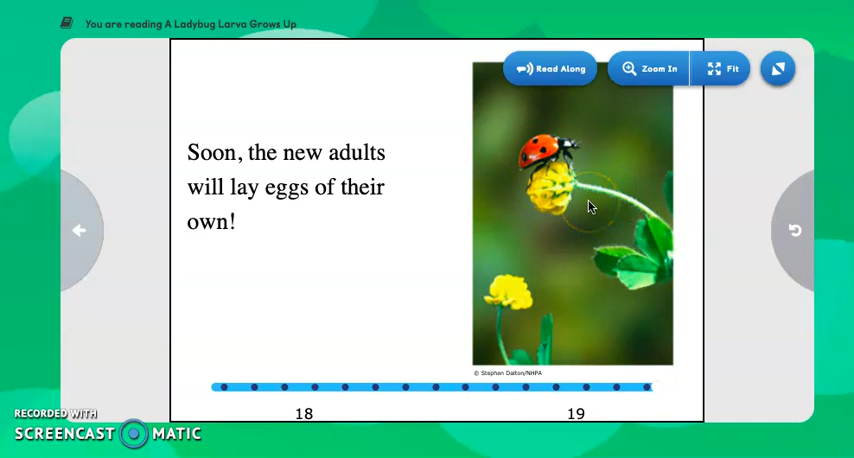 You are reading A Ladybug Larva Grows Up
Read Along
Zoom In
Fit
Soon, the new adults
will lay eggs of their
own!
© Stephen Dalton/NHPA
18
19
RECORDED WITH
SCREENCAST MATIC